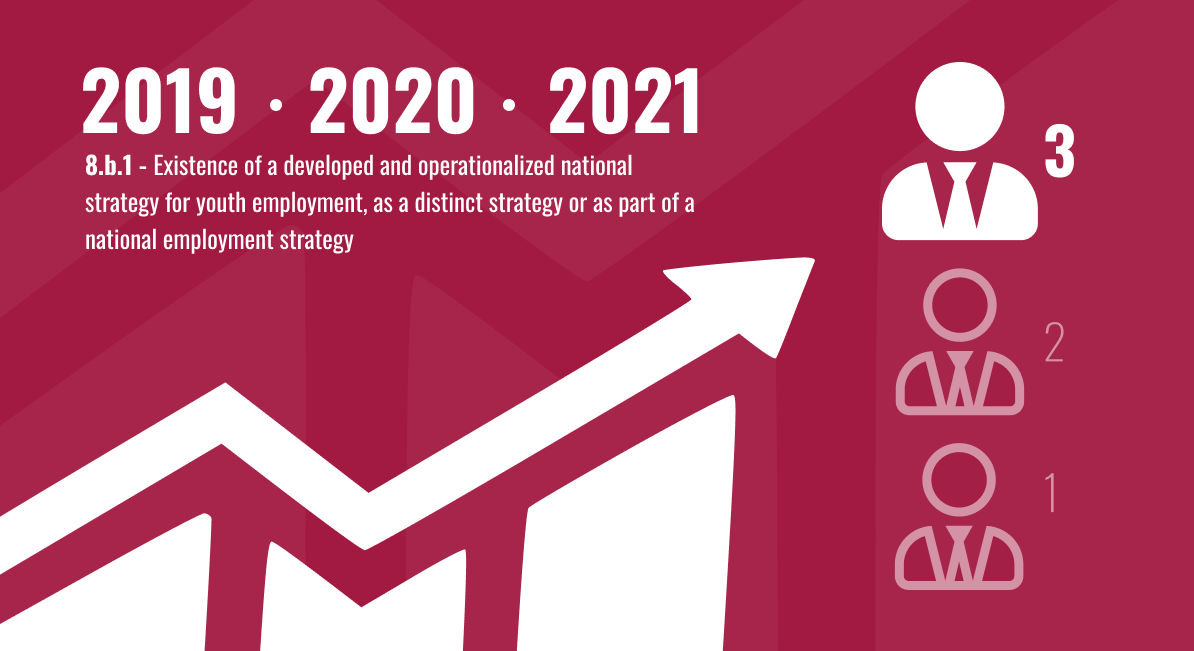 2019 · 2020 · 2021
8.b.1 - Existence of a developed and operationalized national
strategy for youth employment, as a distinct strategy or as part of a
national employment strategy
3
2
1